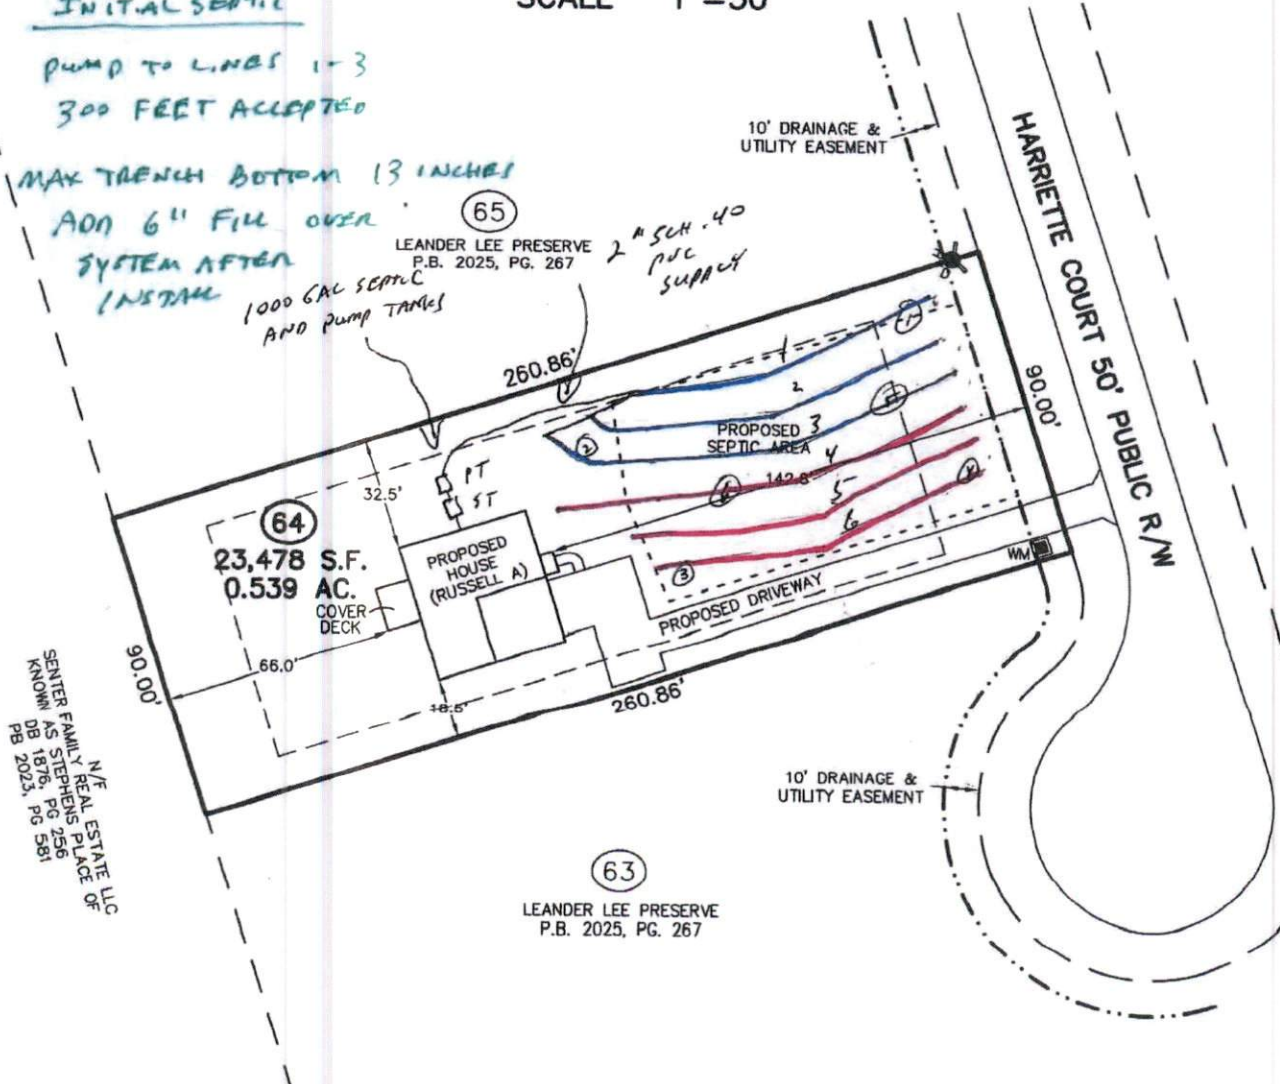 INITIAL SEPTIC
SCALE 1"=50'
PUMP TO LINES 1-3
300 FEET ACCEPTED
MAX TRENCH BOTTOM 13 INCHES
ADD 6" FILL OVER
SYSTEM AFTER
INSTALL
10' DRAINAGE &
UTILITY EASEMENT
HARRIETTE COURT 50' PUBLIC R/W
65
LEANDER LEE PRESERVE
P.B. 2025, PG. 267
2" SCH. 40
PVC
SUPPLY
1000 GAL SEPTIC
AND PUMP TANKS
260.86'
90.00'
1
2
3
4
5
6
PROPOSED
SEPTIC AREA
142.8'
2
3
PT
ST
32.5'
64
23,478 S.F.
0.539 AC.
COVER
DECK
PROPOSED
HOUSE
(RUSSELL A)
WM
PROPOSED DRIVEWAY
66.0'
90.00'
18.5'
260.86'
N/F
SENTER FAMILY REAL ESTATE LLC
KNOWN AS STEPHENS PLACE OF
DB 1876, PG 256
PB 2023, PG 581
10' DRAINAGE &
UTILITY EASEMENT
63
LEANDER LEE PRESERVE
P.B. 2025, PG. 267